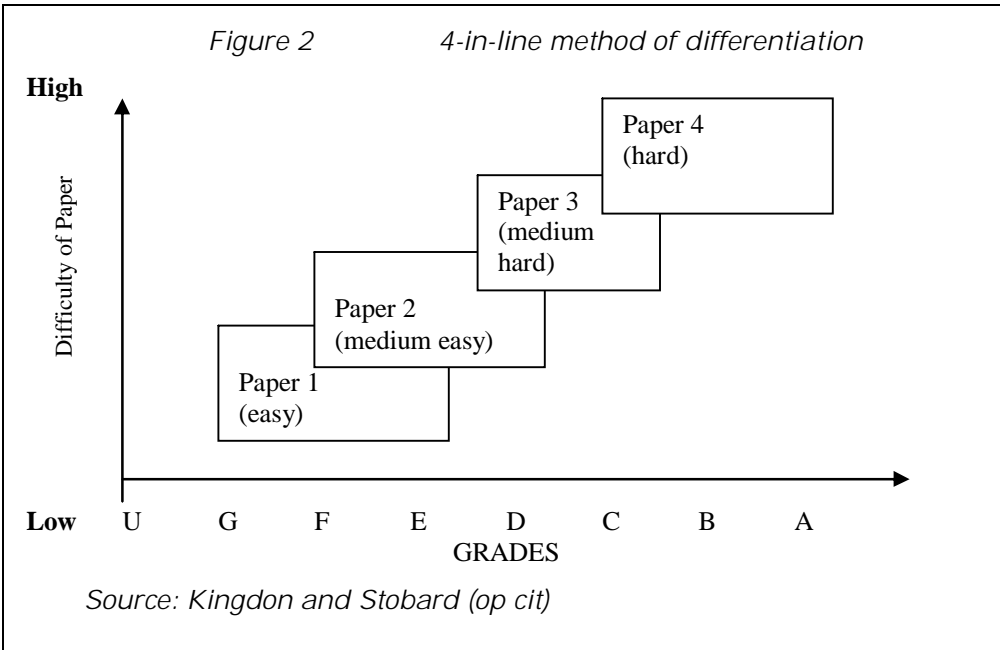 Figure 2 4-in-line method of differentiation
High
Paper 4
(hard)
Paper 3
(medium
hard)
Difficulty of Paper
Paper 2
(medium easy)
Paper 1
(easy)
Low U G F E D C B A
GRADES
Source: Kingdon and Stobard (op cit)